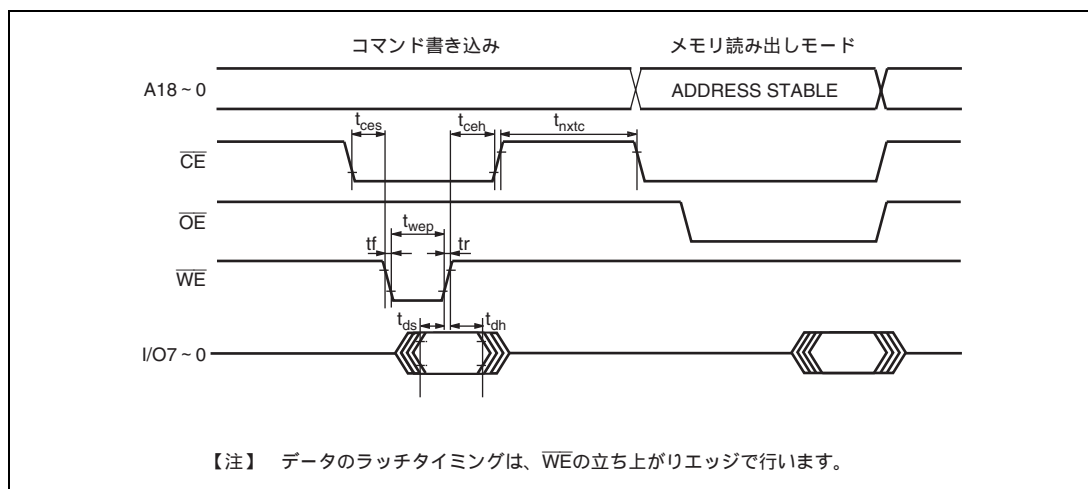 コマンド書き込み メモリ読み出しモード
A18~0 ADDRESS STABLE
tces tceh tnxtc
CE
OE
twep
tf tr
WE
tds tdh
I/O7~0
【注】 データのラッチタイミングは、WEの立ち上がりエッジで行います。